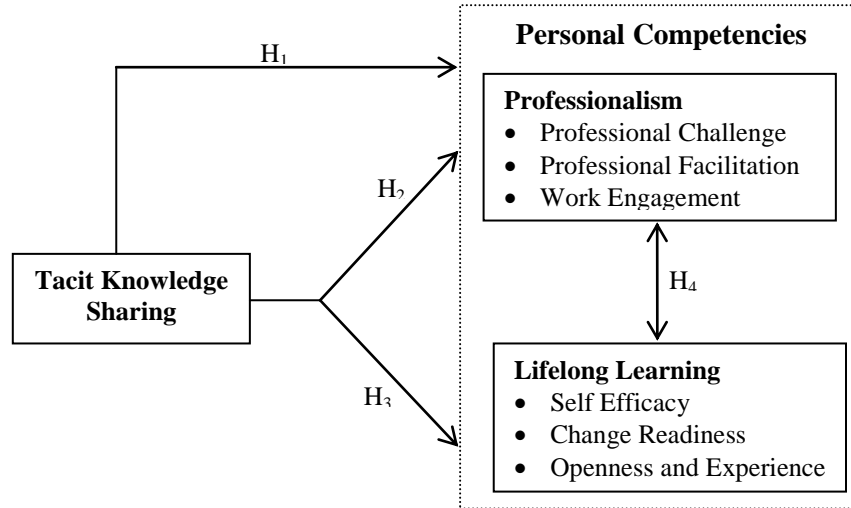 Personal Competencies
H₁
Professionalism
• Professional Challenge
• Professional Facilitation
• Work Engagement
H₂
Tacit Knowledge
Sharing
H₄
H₃
Lifelong Learning
• Self Efficacy
• Change Readiness
• Openness and Experience